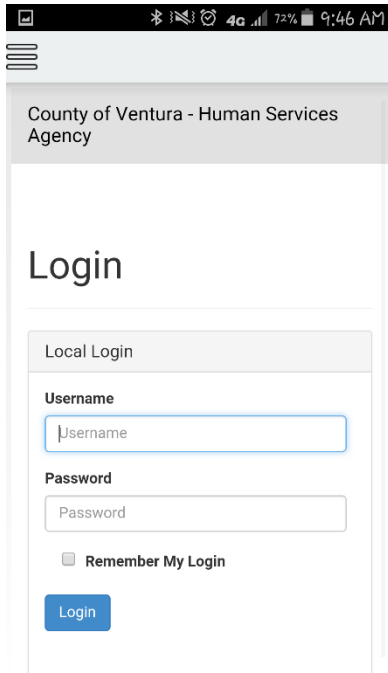 4G 72% 9:46 AM
County of Ventura - Human Services
Agency
Login
Local Login
Username
Username
Password
Password
Remember My Login
Login